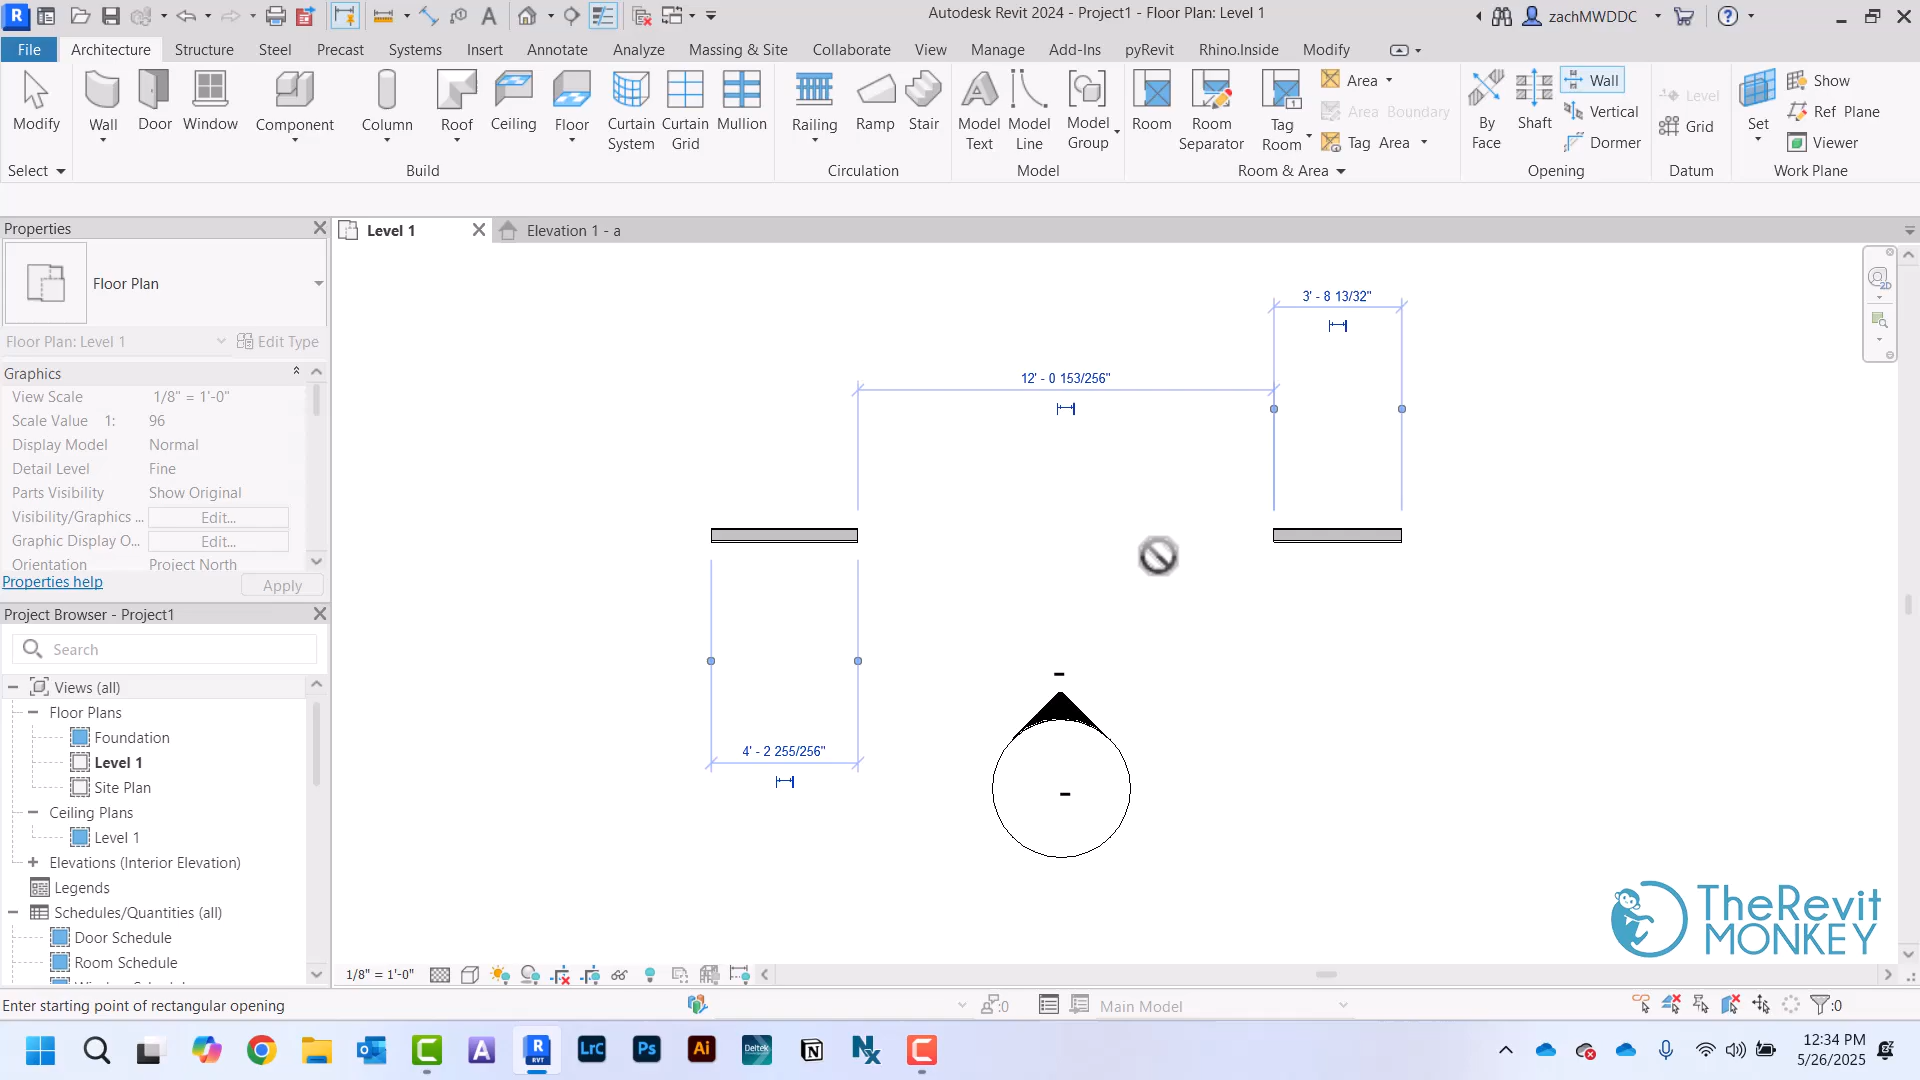 Autodesk Revit 2024 - Project1 - Floor Plan: Level 1
zachMWDDC
File Architecture Structure Steel Precast Systems Insert Annotate Analyze Massing & Site Collaborate View Manage Add-Ins pyRevit Rhino.Inside Modify
Modify
Wall
Door
Window
Component
Column
Roof
Ceiling
Floor
Curtain System
Curtain Grid
Mullion
Railing
Ramp
Stair
Model Text
Model Line
Model Group
Room
Room Separator
Tag Room
Area
Area Boundary
Tag Area
By Face
Shaft
Wall
Vertical
Dormer
Level
Grid
Set
Show
Ref Plane
Viewer
Select Build Circulation Model Room & Area Opening Datum Work Plane
Properties
Level 1
Elevation 1 - a
Floor Plan
Floor Plan: Level 1
Edit Type
Graphics
View Scale 1/8" = 1'-0"
Scale Value 1: 96
Display Model Normal
Detail Level Fine
Parts Visibility Show Original
Visibility/Graphics ... Edit...
Graphic Display O... Edit...
Orientation Project North
Properties help
Apply
Project Browser - Project1
Search
Views (all)
Floor Plans
Foundation
Level 1
Site Plan
Ceiling Plans
Level 1
Elevations (Interior Elevation)
Legends
Schedules/Quantities (all)
Door Schedule
Room Schedule
3' - 8 13/32"
12' - 0 153/256"
4' - 2 255/256"
2D
TheRevit
MONKEY
1/8" = 1'-0"
Enter starting point of rectangular opening
:0
Main Model
:0
R
RVT
LrC
Ps
Ai
Deltek
12:34 PM
5/26/2025